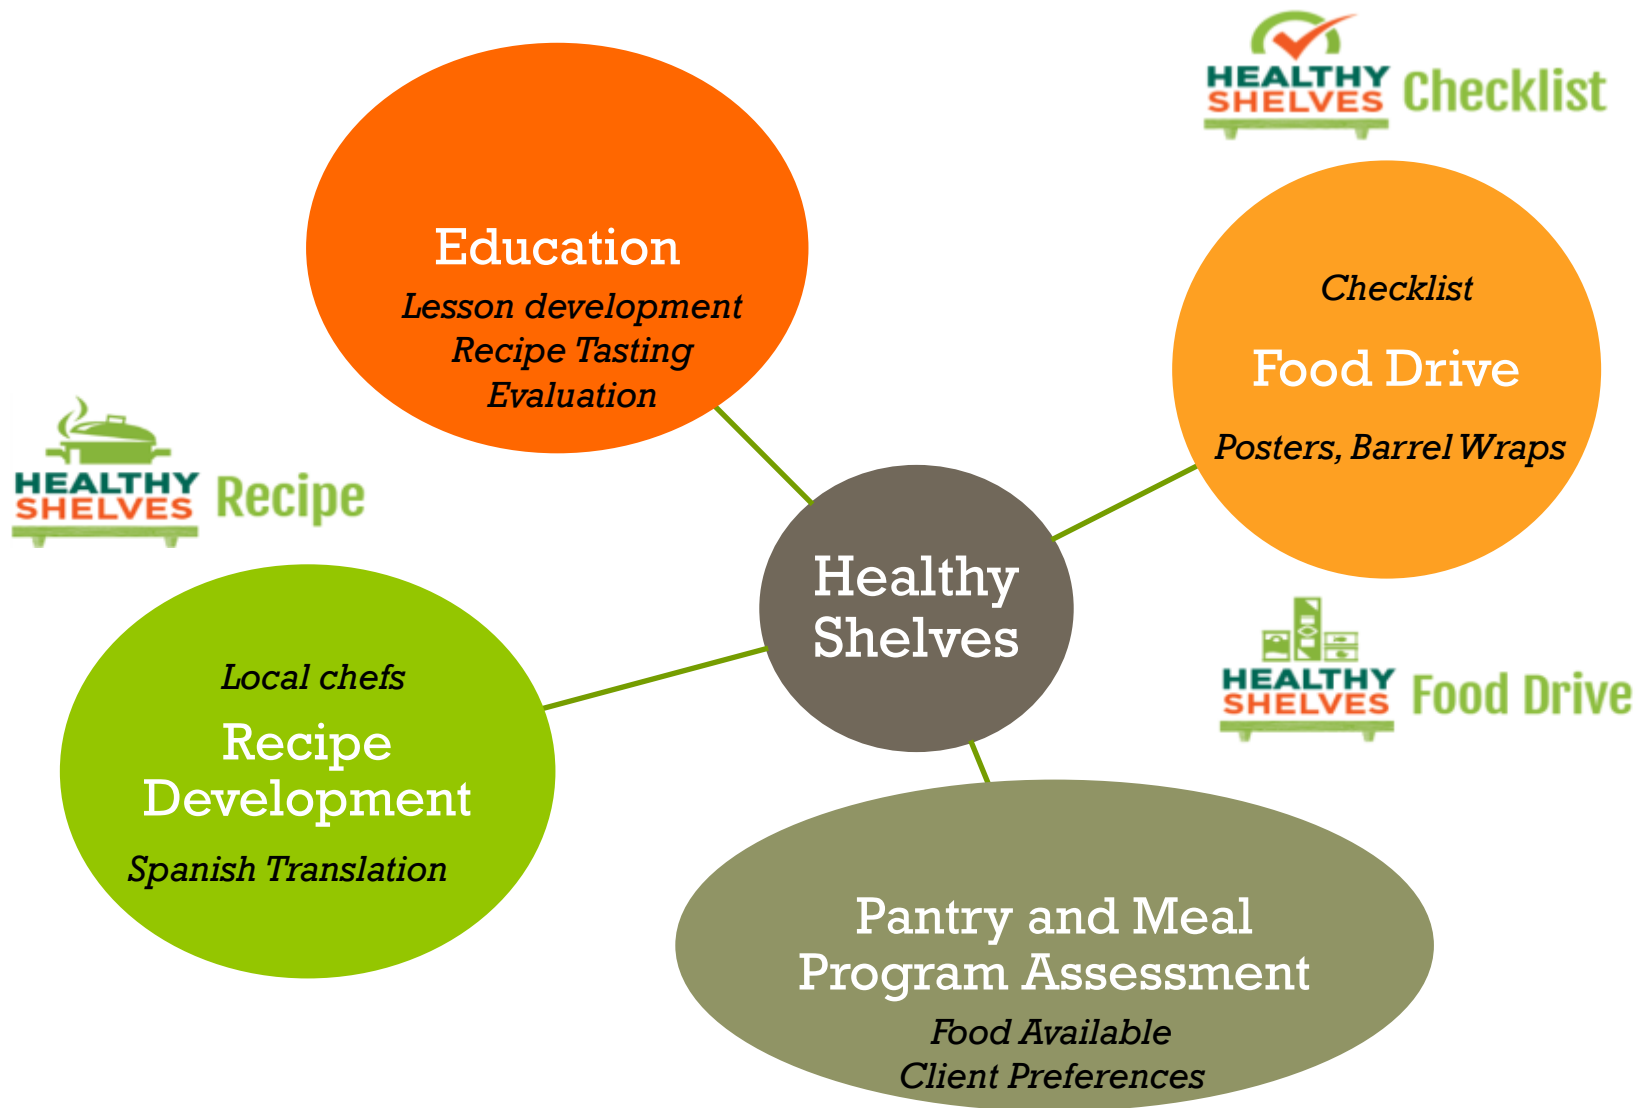 HEALTHY
SHELVES
Checklist
Education
Lesson development
Recipe Tasting
Evaluation
Checklist
Food Drive
Posters, Barrel Wraps
HEALTHY
SHELVES
Recipe
Healthy
Shelves
HEALTHY
SHELVES
Food Drive
Local chefs
Recipe
Development
Spanish Translation
Pantry and Meal
Program Assessment
Food Available
Client Preferences